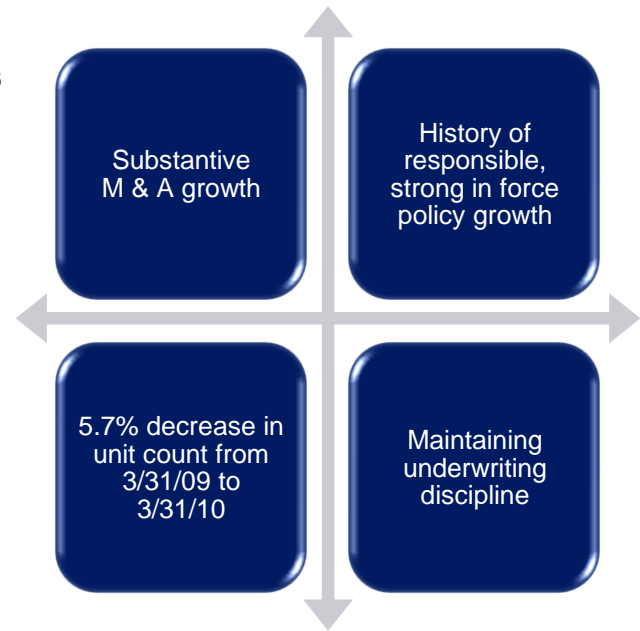 Substantive
M & A growth
History of
responsible,
strong in force
policy growth
5.7% decrease in
unit count from
3/31/09 to
3/31/10
Maintaining
underwriting
discipline